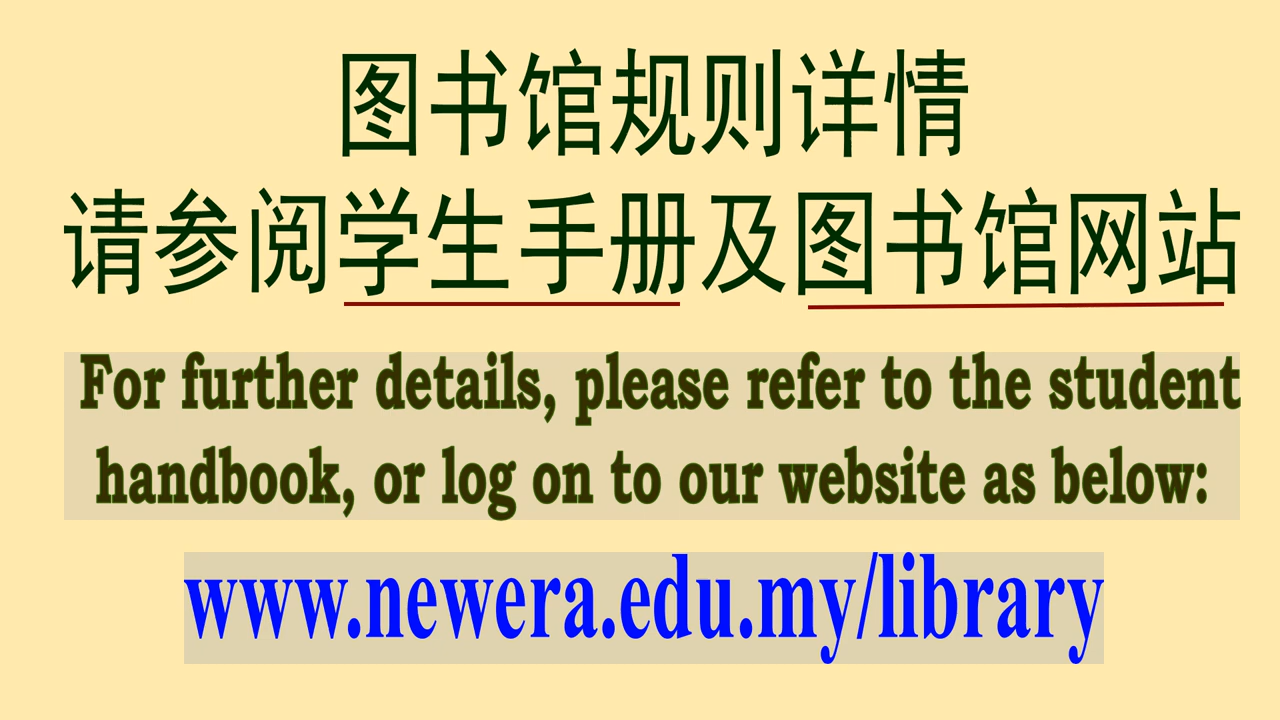 图书馆规则详情
请参阅学生手册及图书馆网站
For further details, please refer to the student
handbook, or log on to our website as below:
www.newera.edu.my/library